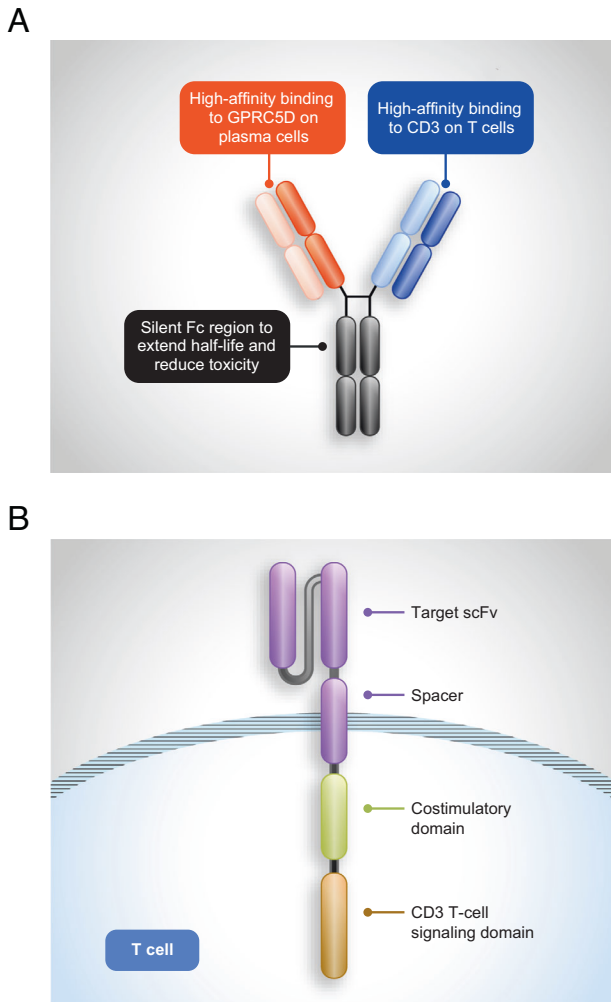 A
High-affinity binding
to GPRC5D on
plasma cells
High-affinity binding
to CD3 on T cells
Silent Fc region to
extend half-life and
reduce toxicity
B
Target scFv
Spacer
Costimulatory
domain
CD3 T-cell
signaling domain
T cell